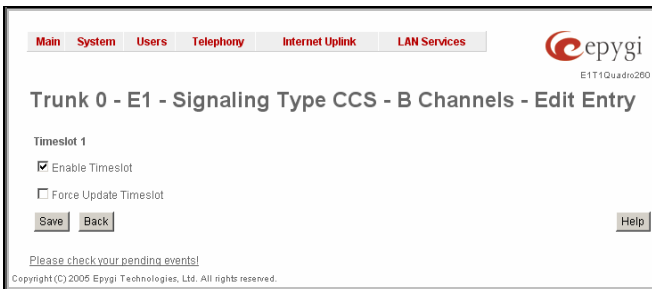 Main System Users Telephony Internet Uplink LAN Services
epygi
E1T1Quadro260
Trunk 0 - E1 - Signaling Type CCS - B Channels - Edit Entry
Timeslot 1
Enable Timeslot
Force Update Timeslot
Save Back Help
Please check your pending events!
Copyright (C) 2005 Epygi Technologies, Ltd. All rights reserved.